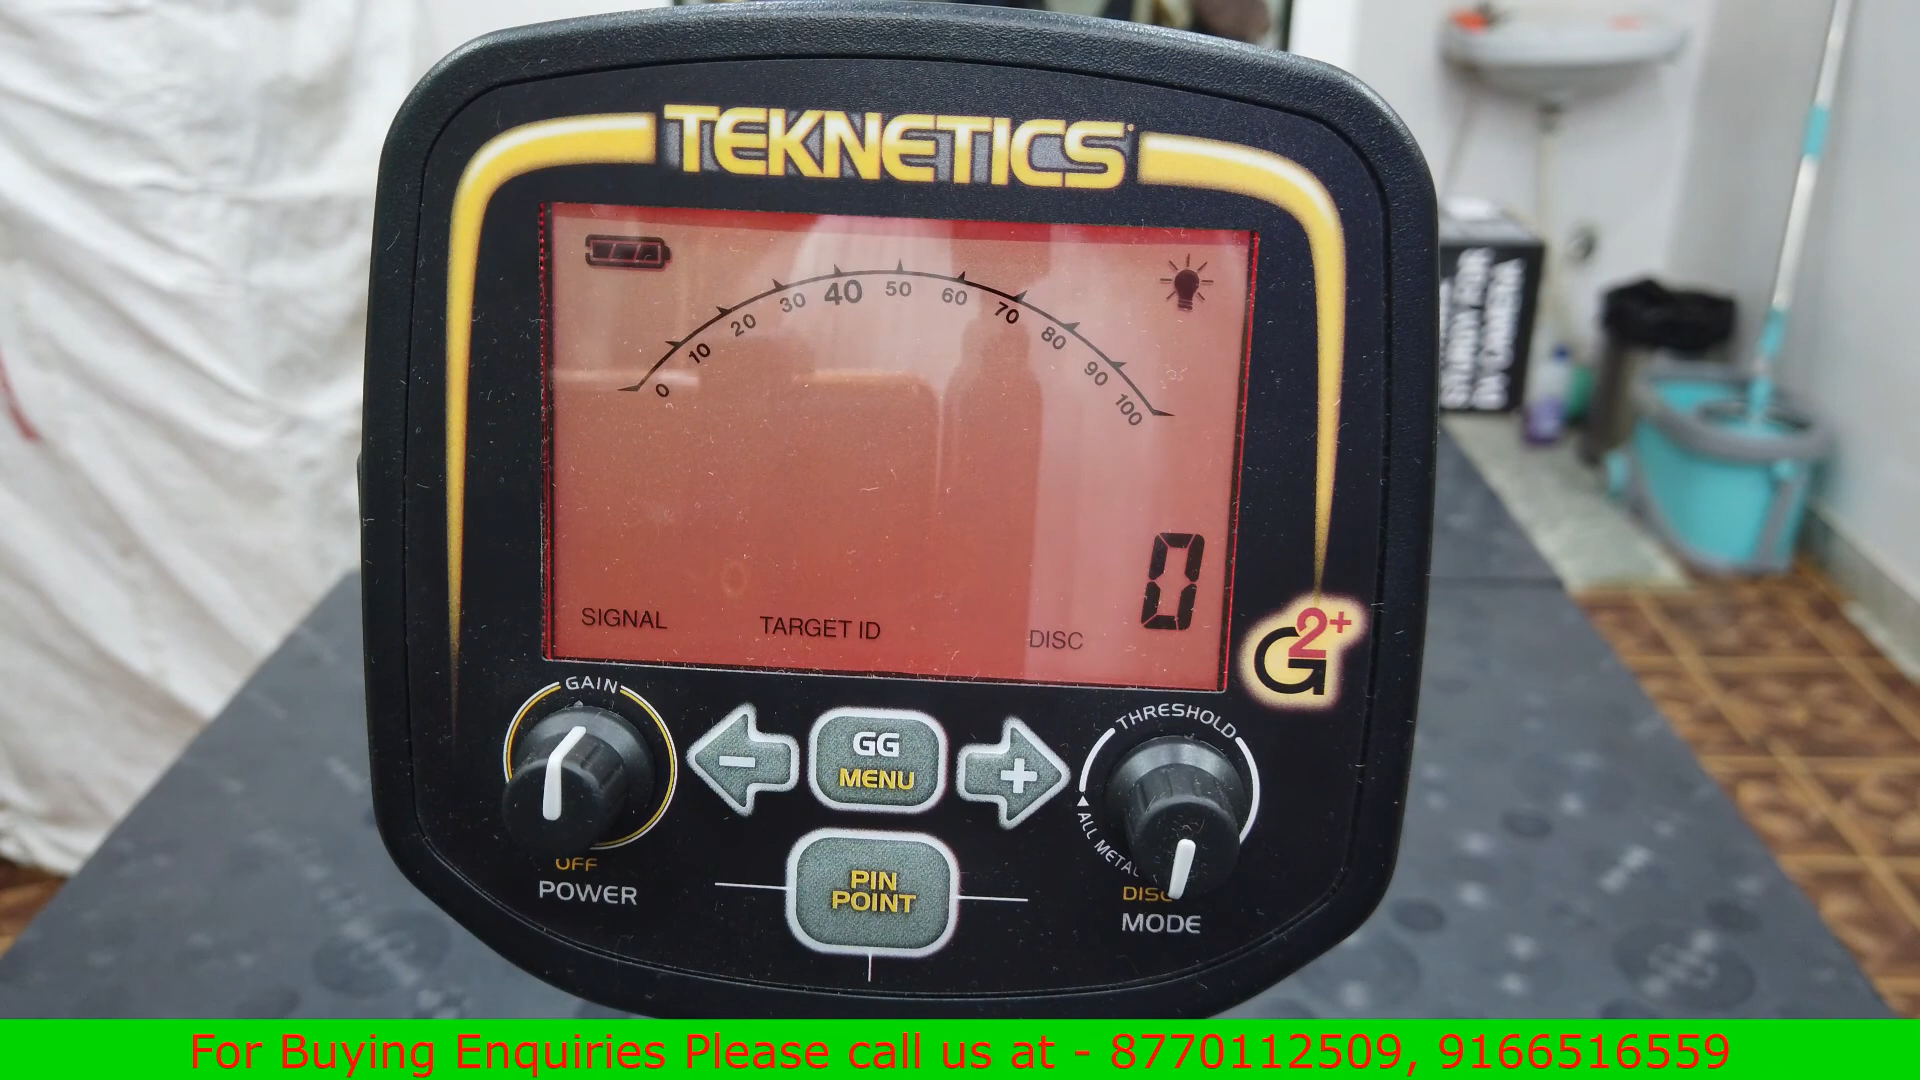 TEKNETICS
0 10 20 30 40 50 60 70 80 90 100
0
SIGNAL TARGET ID DISC
G2+
GAIN
THRESHOLD
- GG +
MENU
ALL METAL
PIN
POINT
OFF
POWER
DISC
MODE
For Buying Enquiries Please call us at - 8770112509, 9166516559